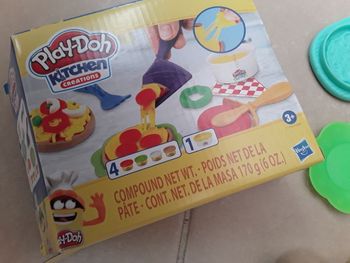 Play-Doh
Kitchen
CREATIONS
3+
4
1
Hasbro
COMPOUND NET WT. - POIDS NET DE LA
PÂTE - CONT. NET. DE LA MASA 170 g (6 OZ.)
Play-Doh